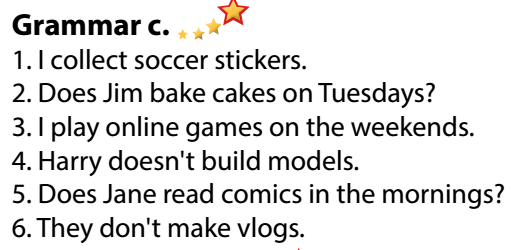 Grammar c.
1. I collect soccer stickers.
2. Does Jim bake cakes on Tuesdays?
3. I play online games on the weekends.
4. Harry doesn't build models.
5. Does Jane read comics in the mornings?
6. They don't make vlogs.